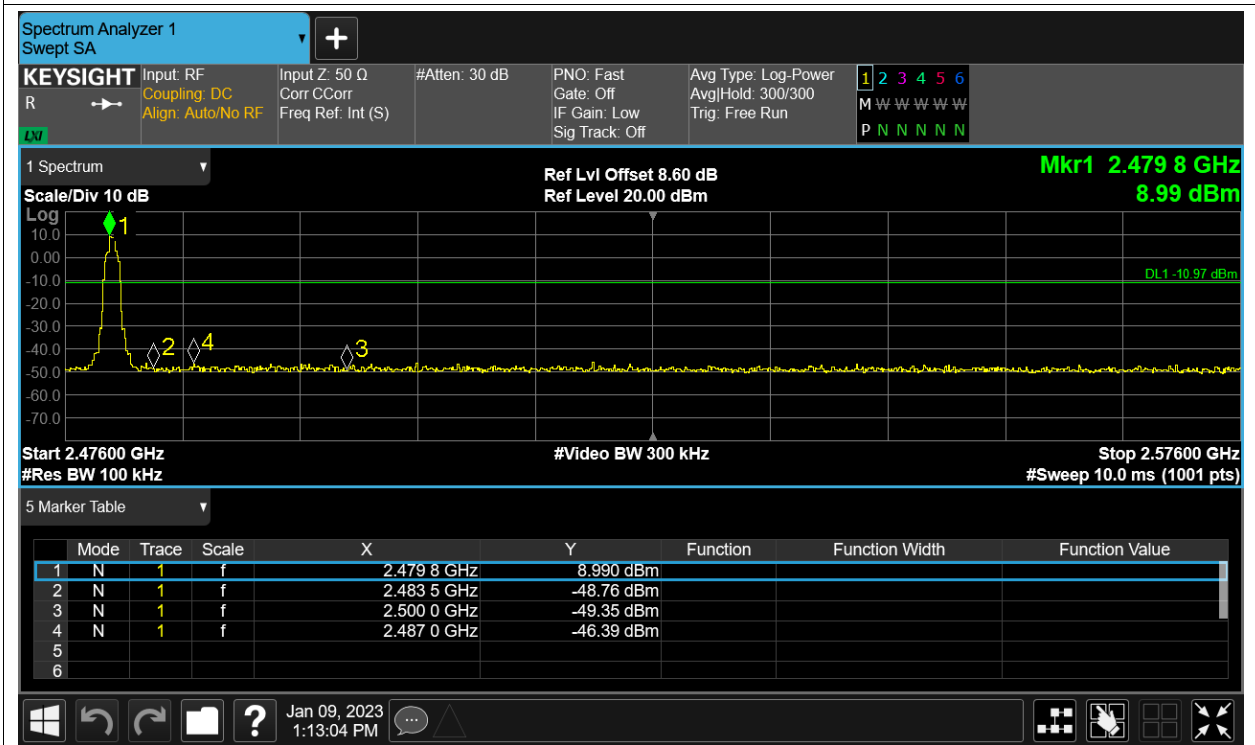 Spectrum Analyzer 1
Swept SA
KEYSIGHT Input: RF Input Z: 50 Ω #Atten: 30 dB PNO: Fast Avg Type: Log-Power 1 2 3 4 5 6
R Coupling: DC Corr CCorr Gate: Off Avg|Hold: 300/300 M W W W W W
Align: Auto/No RF Freq Ref: Int (S) IF Gain: Low Trig: Free Run
LXI Sig Track: Off P N N N N N
1 Spectrum Ref Lvl Offset 8.60 dB Mkr1 2.479 8 GHz
Scale/Div 10 dB Ref Level 20.00 dBm 8.99 dBm
Log
1
10.0
0.00
-10.0 DL1 -10.97 dBm
-20.0
-30.0
-40.0 2 4 3
-50.0
-60.0
-70.0
Start 2.47600 GHz #Video BW 300 kHz Stop 2.57600 GHz
#Res BW 100 kHz #Sweep 10.0 ms (1001 pts)
5 Marker Table
Mode Trace Scale X Y Function Function Width Function Value
1 N 1 f 2.479 8 GHz 8.990 dBm
2 N 1 f 2.483 5 GHz -48.76 dBm
3 N 1 f 2.500 0 GHz -49.35 dBm
4 N 1 f 2.487 0 GHz -46.39 dBm
5
6
? Jan 09, 2023
1:13:04 PM